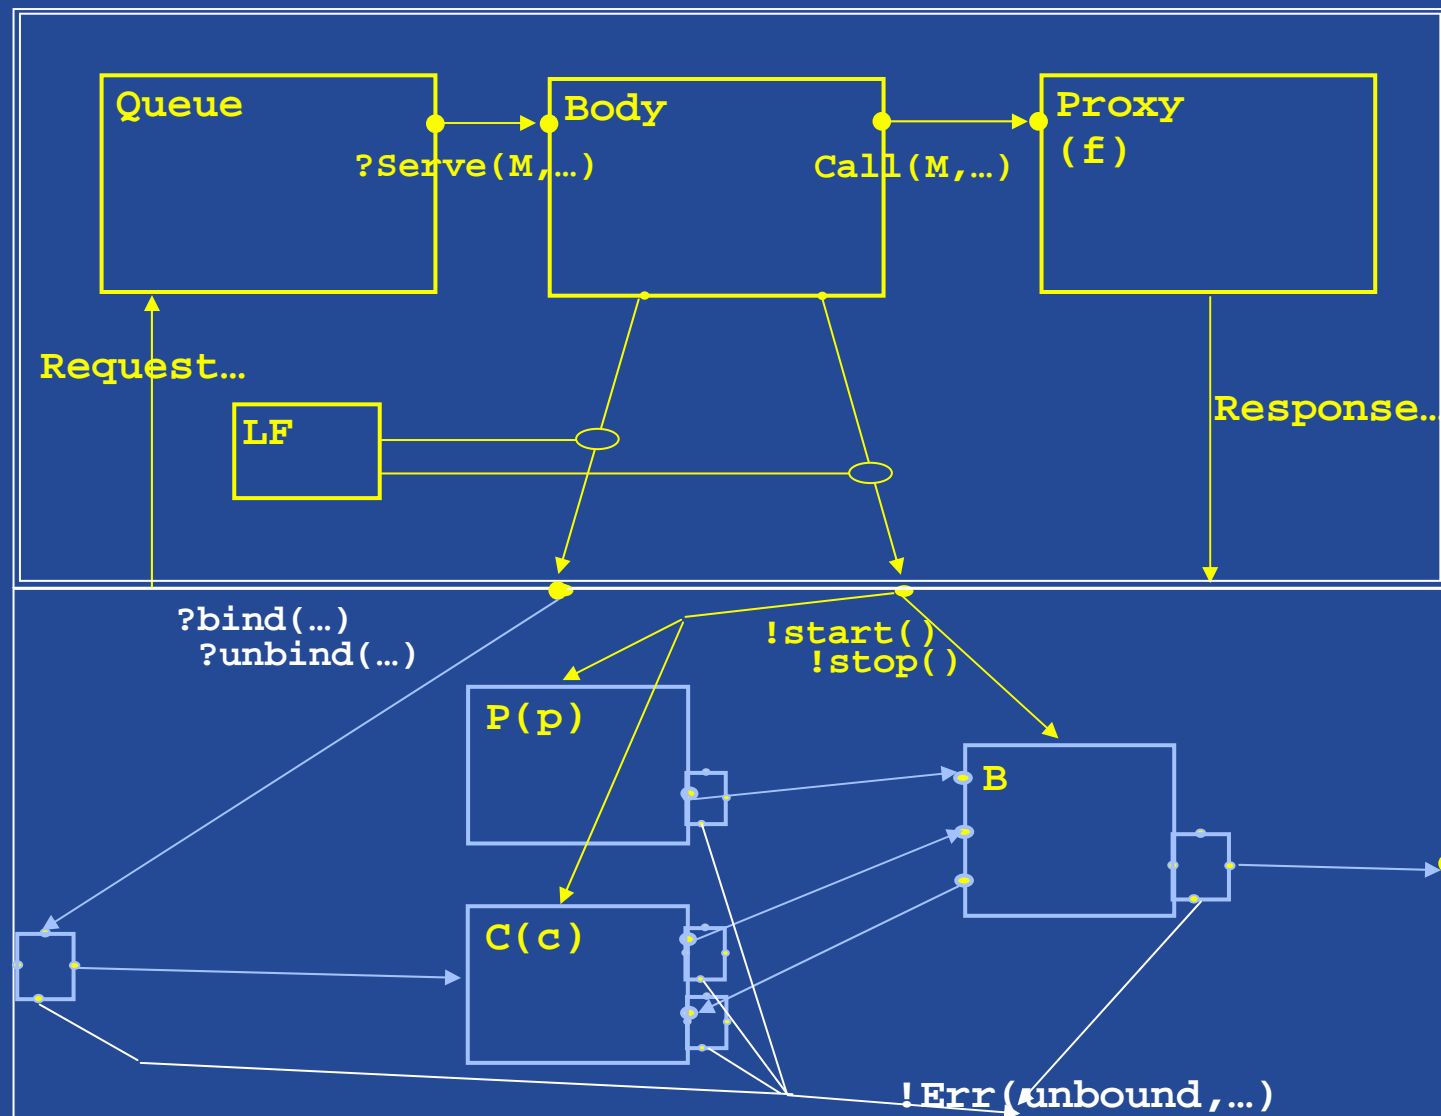 Queue
Body
Proxy
(f)
?Serve(M,…)
Call(M,…)
Request…
Response…
LF
?bind(…)
?unbind(…)
!start()
!stop()
P(p)
B
C(c)
!Err(unbound,…)